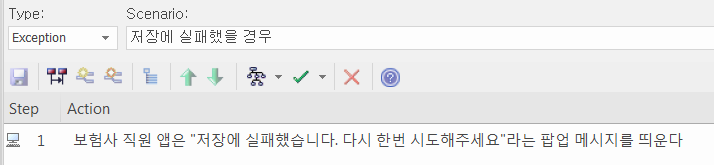 Type: Scenario:
Exception 저장에 실패했을 경우
Step Action
1 보험사 직원 앱은 "저장에 실패했습니다. 다시 한번 시도해주세요"라는 팝업 메시지를 띄운다